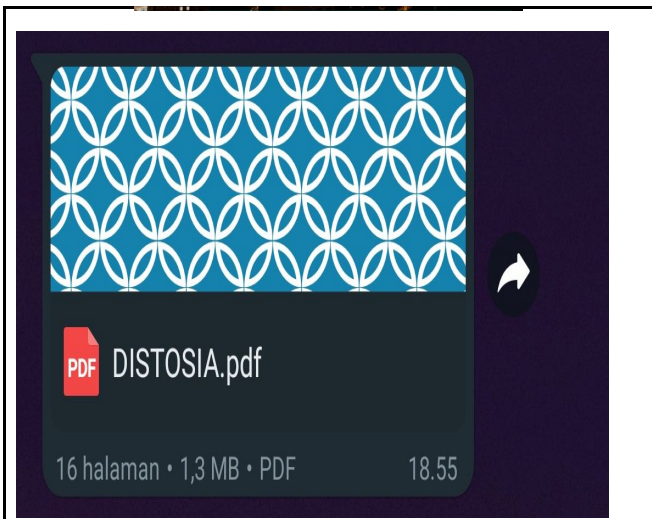 PDF
DISTOSIA.pdf
16 halaman • 1,3 MB • PDF
18.55